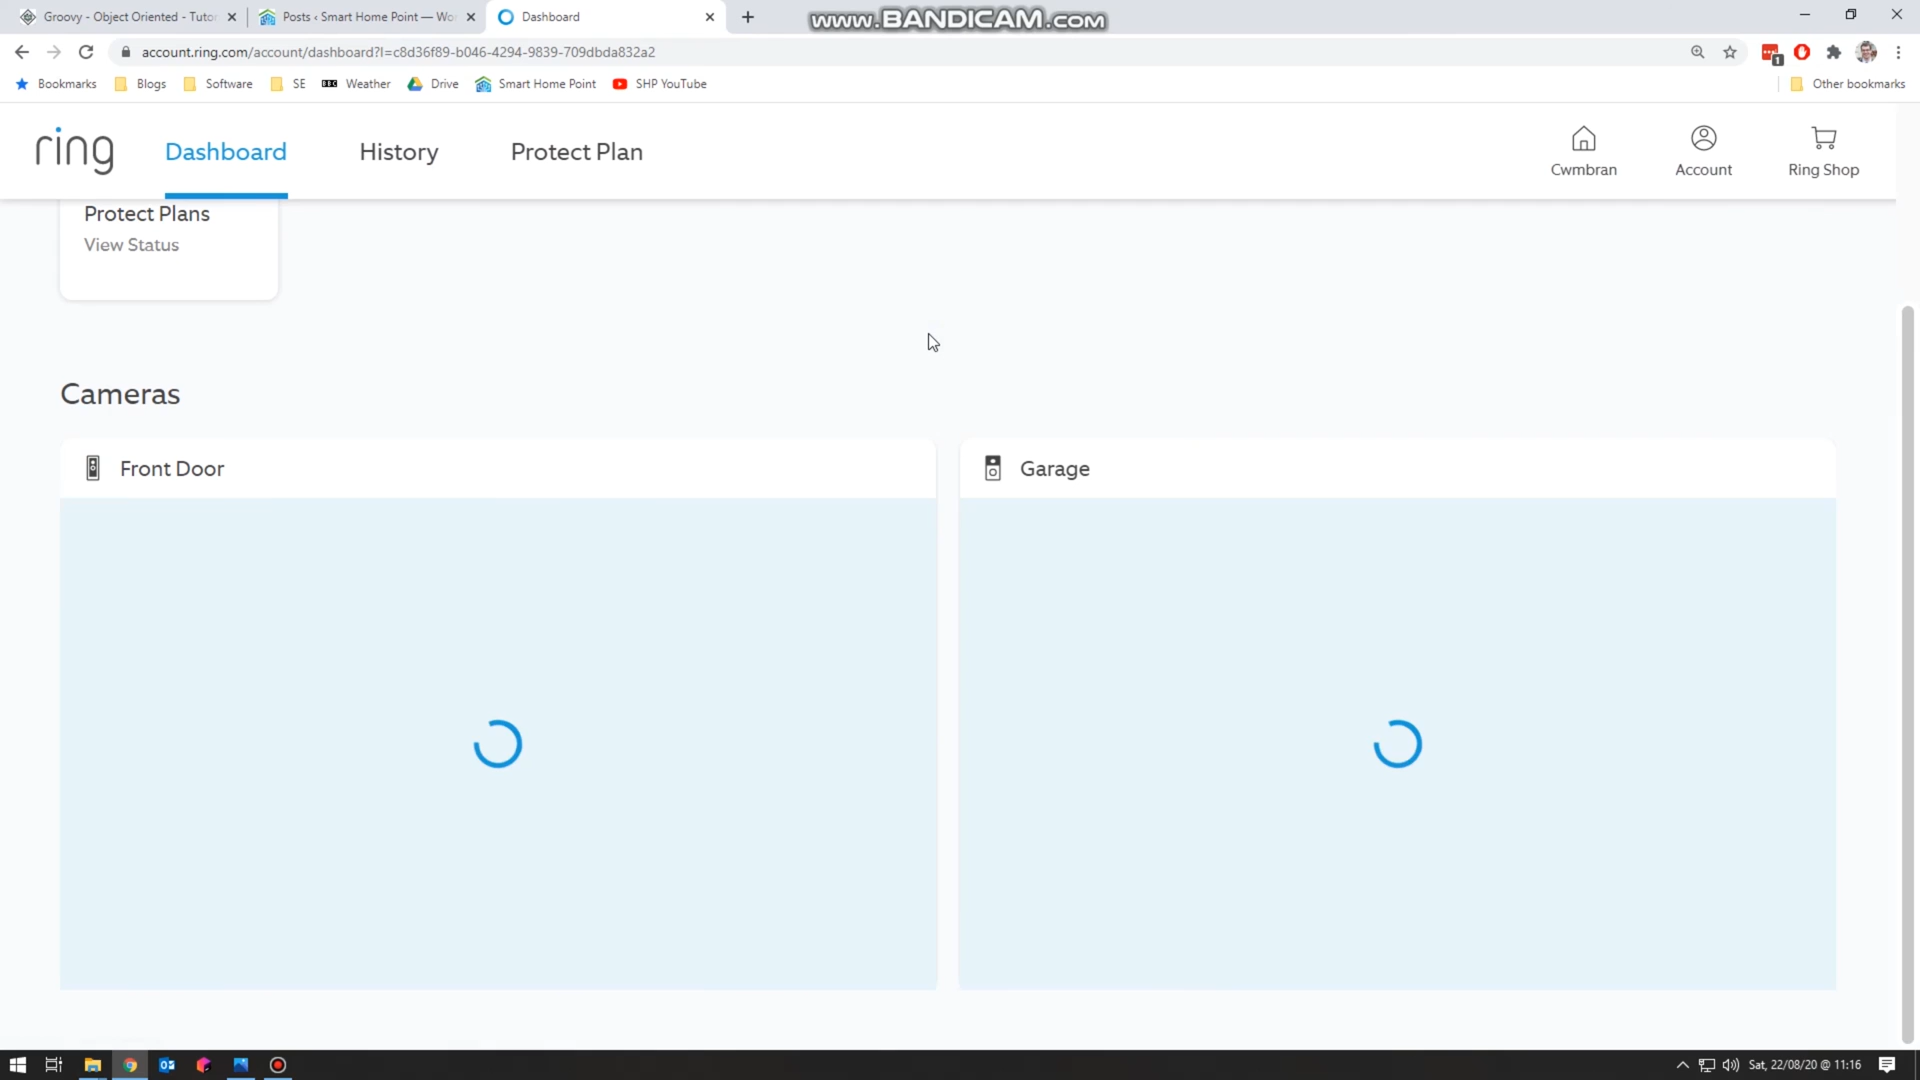 Groovy - Object Oriented - Tutor
Posts ‹ Smart Home Point — Wo
Dashboard
www.BANDICAM.com
account.ring.com/account/dashboard?l=c8d36f89-b046-4294-9839-709dbda832a2
1
Bookmarks
Blogs
Software
SE
BBC
Weather
Drive
Smart Home Point
SHP YouTube
Other bookmarks
ring
Dashboard
History
Protect Plan
Cwmbran
Account
Ring Shop
Protect Plans
View Status
Cameras
Front Door
Garage
Sat, 22/08/20 @ 11:16